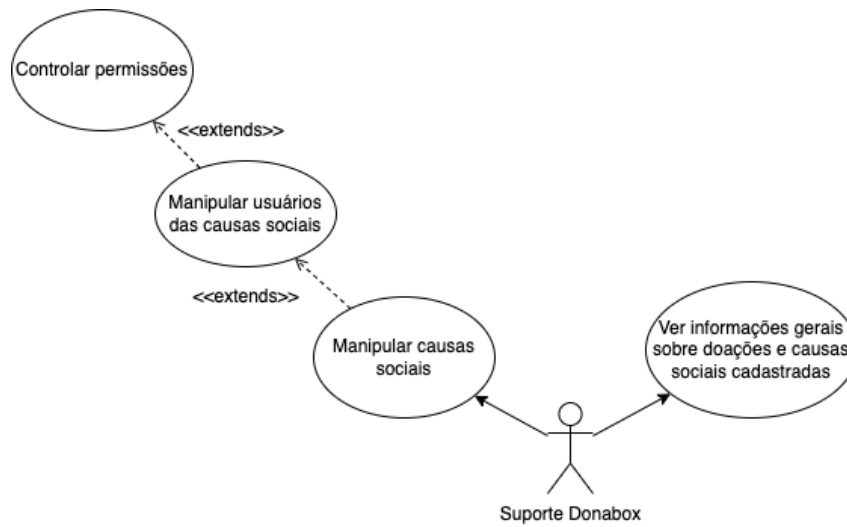 Controlar permissões
<<extends>>
Manipular usuários
das causas sociais
<<extends>>
Manipular causas
sociais
Ver informações gerais
sobre doações e causas
sociais cadastradas
Suporte Donabox